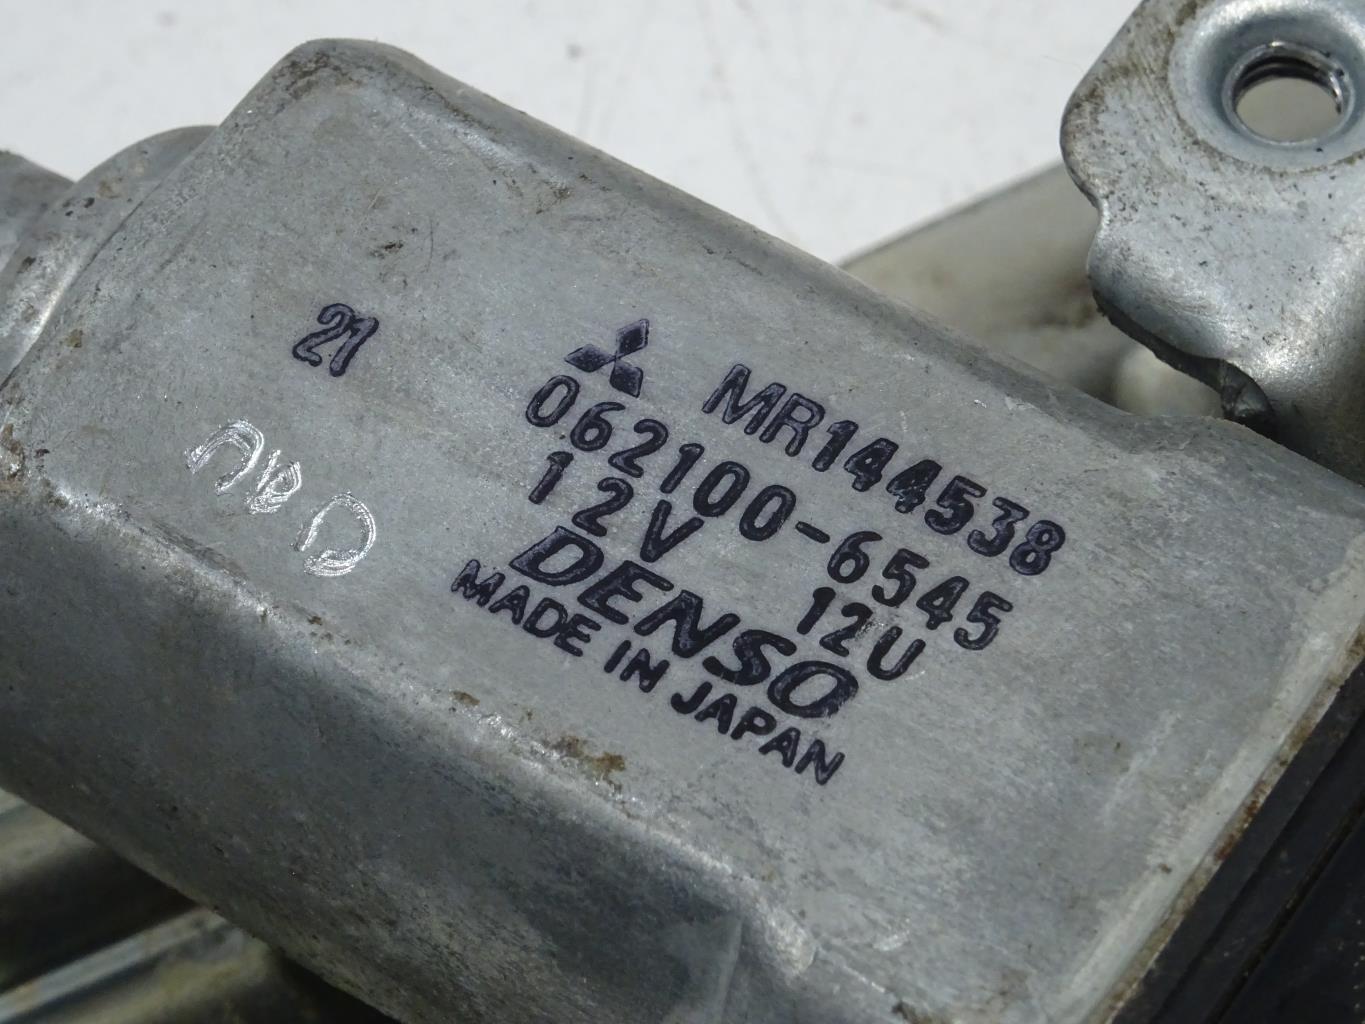 21
MR144538
062100-6545
12V 12U
DENSO
MADE IN JAPAN